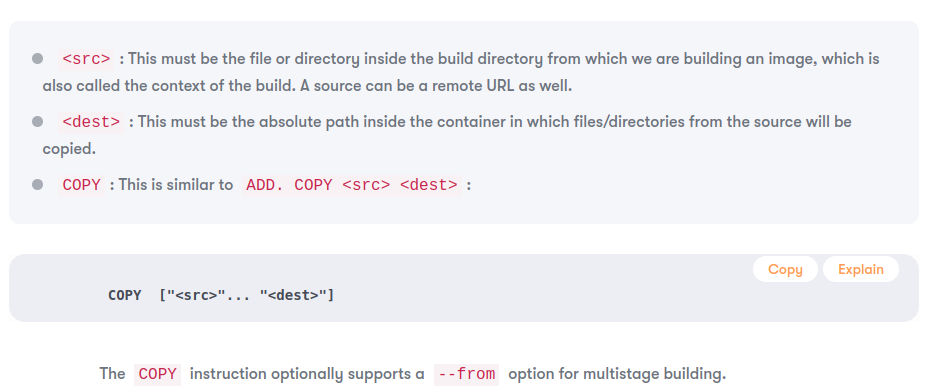 <src> : This must be the file or directory inside the build directory from which we are building an image, which is
also called the context of the build. A source can be a remote URL as well.
<dest> : This must be the absolute path inside the container in which files/directories from the source will be
copied.
COPY : This is similar to ADD. COPY <src> <dest> :
Copy Explain
COPY ["<src>"... "<dest>"]
The COPY instruction optionally supports a --from option for multistage building.